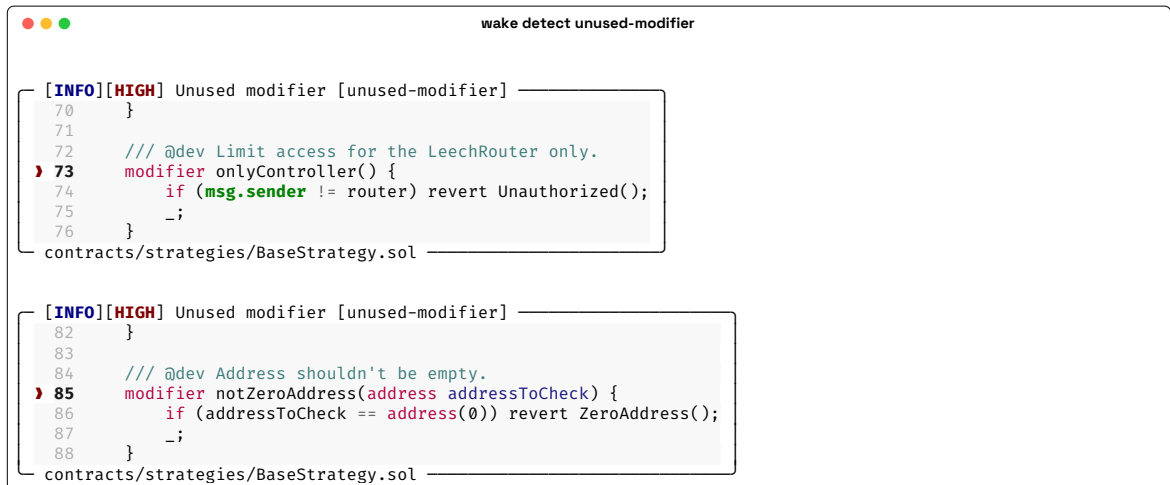 wake detect unused-modifier
[INFO][HIGH] Unused modifier [unused-modifier]
70 }
71
72 /// @dev Limit access for the LeechRouter only.
❱ 73 modifier onlyController() {
74 if (msg.sender != router) revert Unauthorized();
75 _;
76 }
contracts/strategies/BaseStrategy.sol
[INFO][HIGH] Unused modifier [unused-modifier]
82 }
83
84 /// @dev Address shouldn't be empty.
❱ 85 modifier notZeroAddress(address addressToCheck) {
86 if (addressToCheck == address(0)) revert ZeroAddress();
87 _;
88 }
contracts/strategies/BaseStrategy.sol